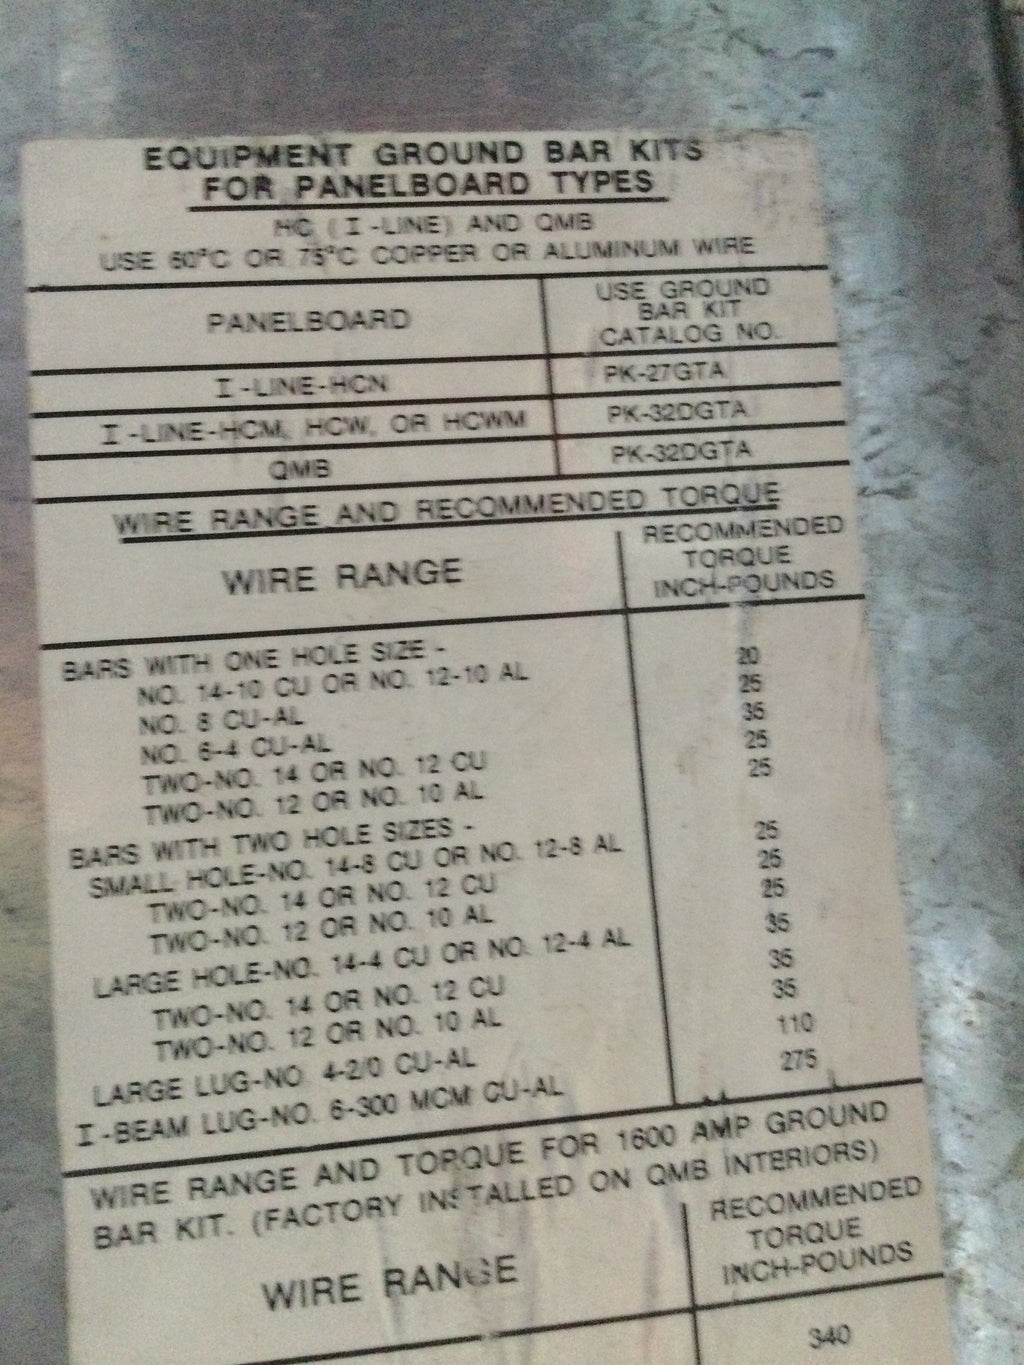 EQUIPMENT GROUND BAR KITS
FOR PANELBOARD TYPES
HC (I-LINE) AND QMB
USE 60°C OR 75°C COPPER OR ALUMINUM WIRE
PANELBOARD
USE GROUND
BAR KIT
CATALOG NO.
I-LINE-HCN PK-27GTA
I-LINE-HCM, HCW, OR HCWM PK-32DGTA
QMB PK-32DGTA
WIRE RANGE AND RECOMMENDED TORQUE
WIRE RANGE
RECOMMENDED
TORQUE
INCH-POUNDS
BARS WITH ONE HOLE SIZE -
NO. 14-10 CU OR NO. 12-10 AL 20
NO. 8 CU-AL 25
NO. 6-4 CU-AL 35
TWO-NO. 14 OR NO. 12 CU 25
TWO-NO. 12 OR NO. 10 AL 25
BARS WITH TWO HOLE SIZES -
SMALL HOLE-NO. 14-8 CU OR NO. 12-8 AL 25
TWO-NO. 14 OR NO. 12 CU 25
TWO-NO. 12 OR NO. 10 AL 25
LARGE HOLE-NO. 14-4 CU OR NO. 12-4 AL 35
TWO-NO. 14 OR NO. 12 CU 35
TWO-NO. 12 OR NO. 10 AL 35
LARGE LUG-NO. 4-2/0 CU-AL 110
I-BEAM LUG-NO. 6-300 MCM CU-AL 275
WIRE RANGE AND TORQUE FOR 1600 AMP GROUND
BAR KIT. (FACTORY INSTALLED ON QMB INTERIORS)
WIRE RANGE
RECOMMENDED
TORQUE
INCH-POUNDS
340